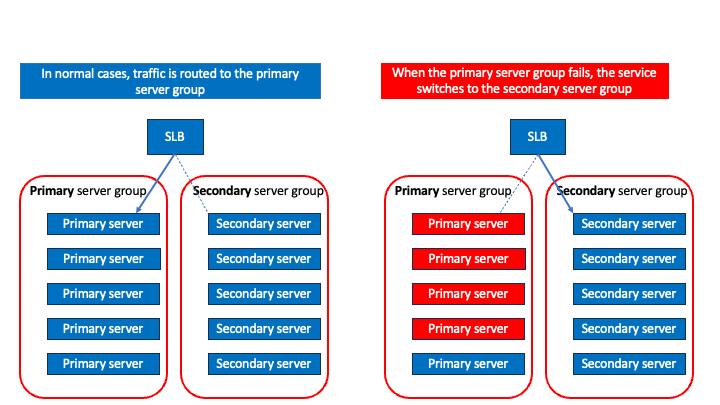 In normal cases, traffic is routed to the primary
server group
SLB
Primary server group
Primary server
Primary server
Primary server
Primary server
Primary server
Secondary server group
Secondary server
Secondary server
Secondary server
Secondary server
Secondary server
When the primary server group fails, the service
switches to the secondary server group
SLB
Primary server group
Primary server
Primary server
Primary server
Primary server
Primary server
Secondary server group
Secondary server
Secondary server
Secondary server
Secondary server
Secondary server